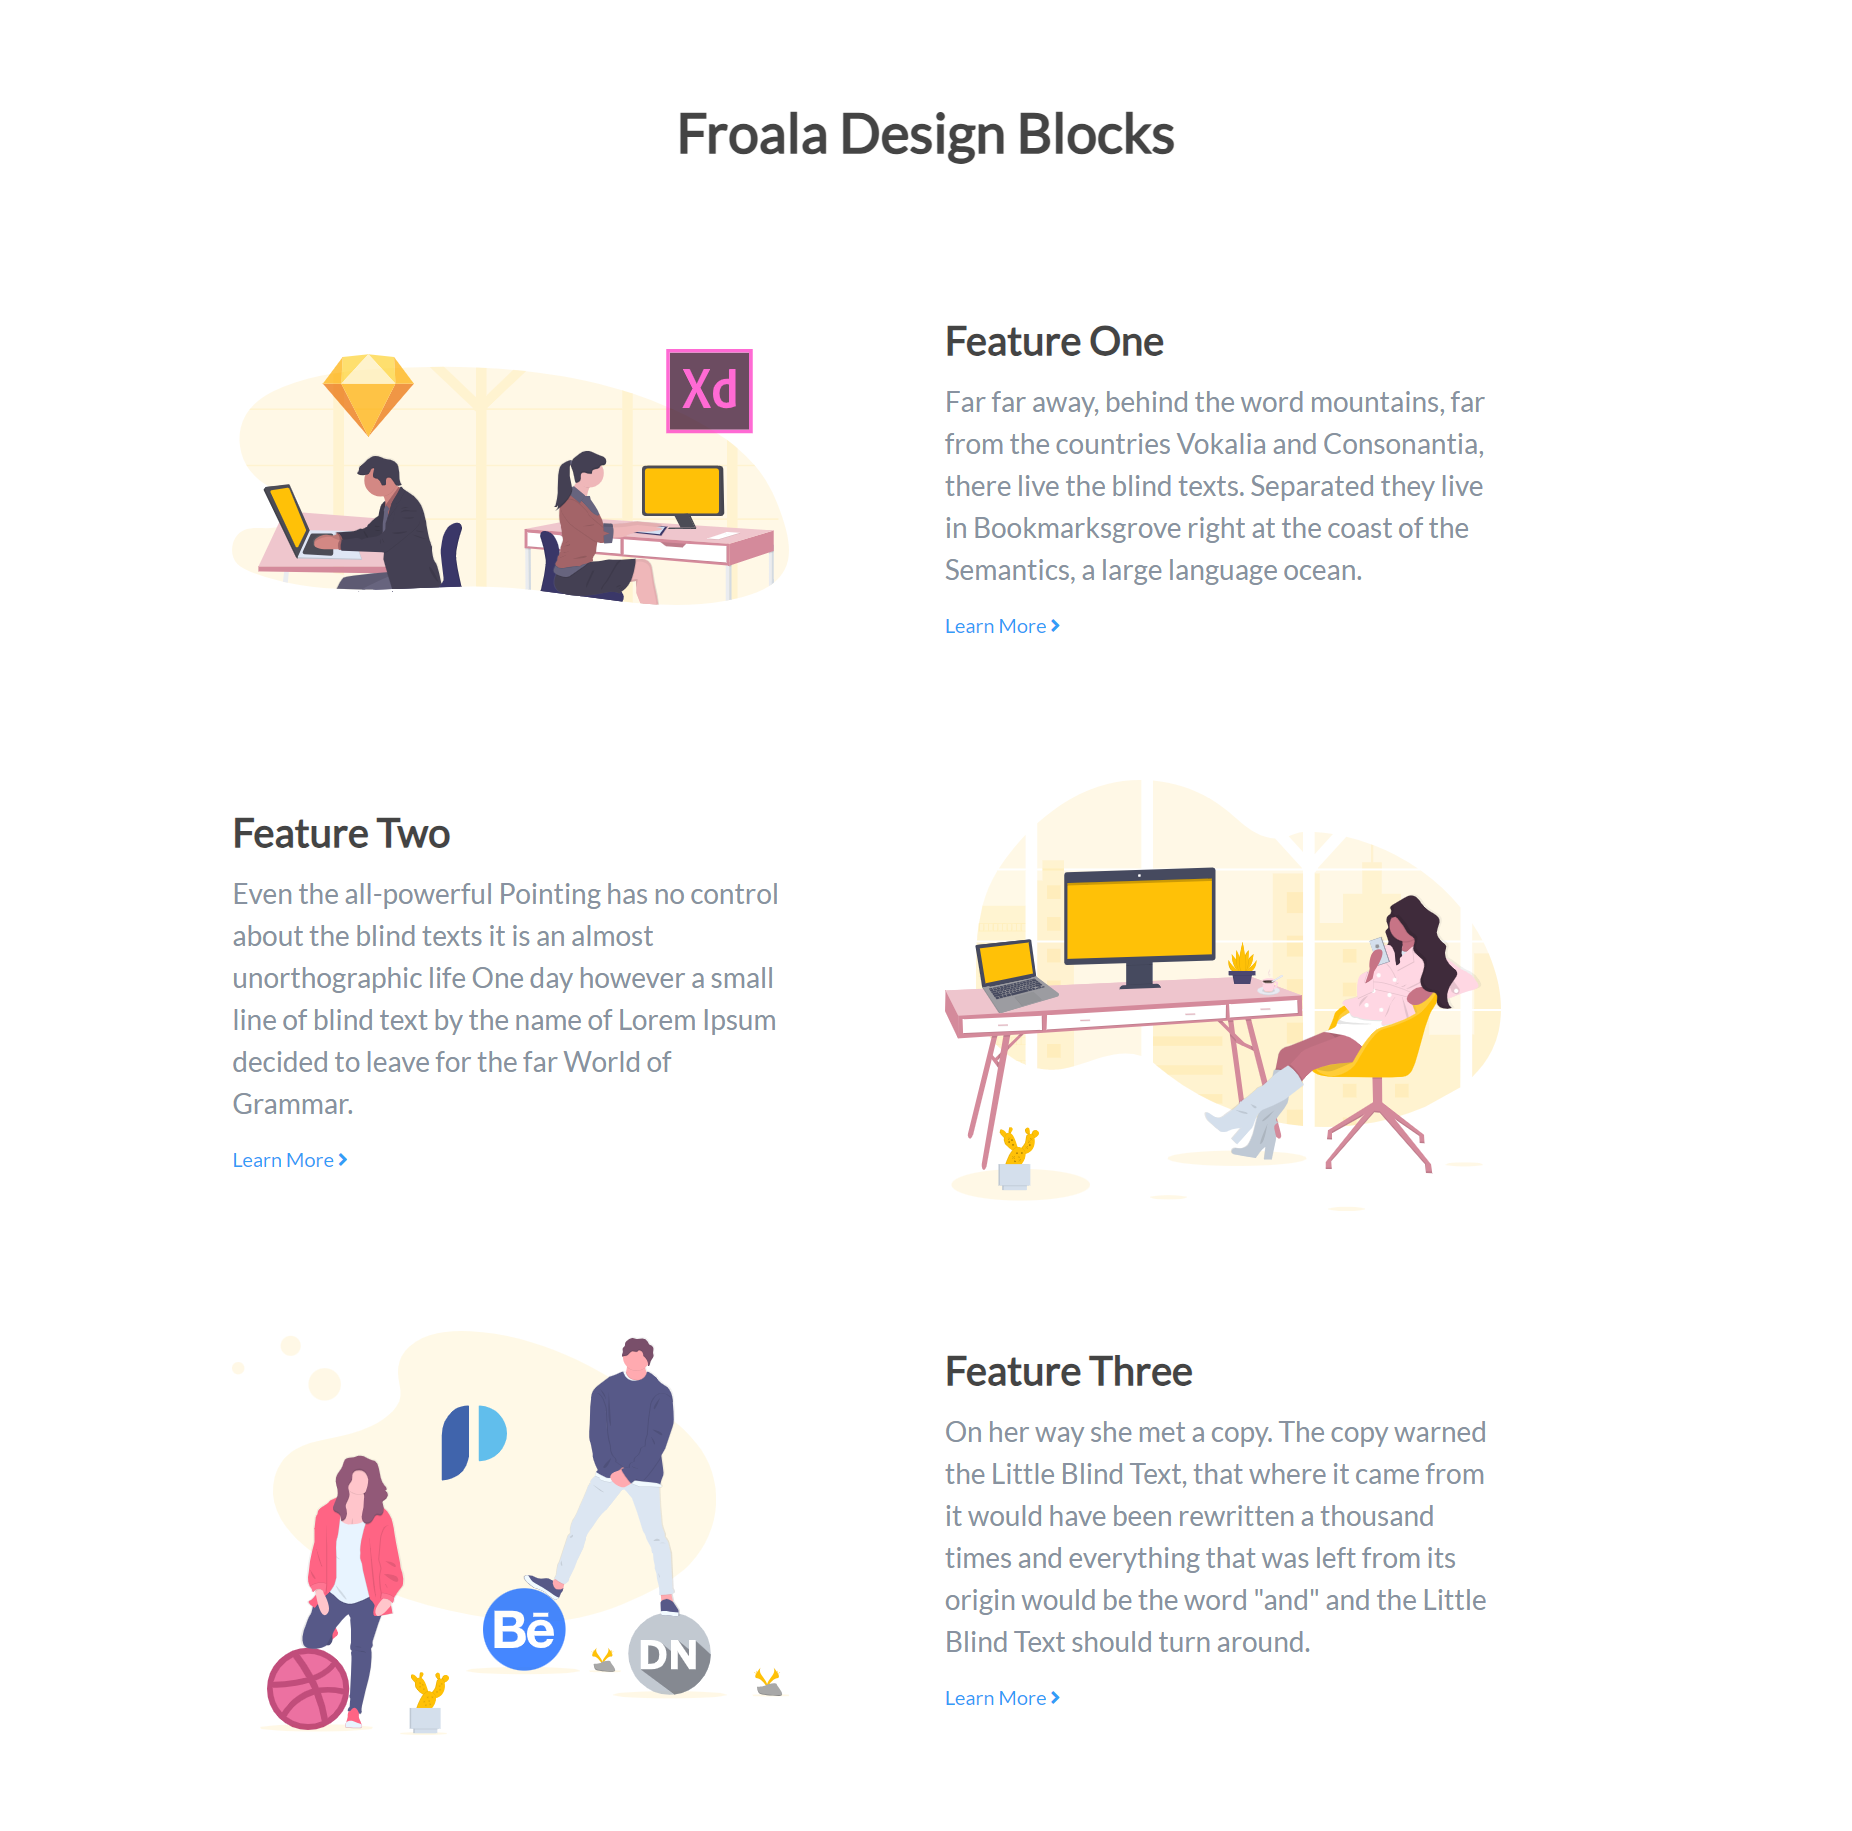 Froala Design Blocks
Xd
Feature One
Far far away, behind the word mountains, far
from the countries Vokalia and Consonantia,
there live the blind texts. Separated they live
in Bookmarksgrove right at the coast of the
Semantics, a large language ocean.
Learn More
Feature Two
Even the all-powerful Pointing has no control
about the blind texts it is an almost
unorthographic life One day however a small
line of blind text by the name of Lorem Ipsum
decided to leave for the far World of
Grammar.
Learn More
Feature Three
On her way she met a copy. The copy warned
the Little Blind Text, that where it came from
it would have been rewritten a thousand
times and everything that was left from its
origin would be the word "and" and the Little
Blind Text should turn around.
Learn More
Bē
DN